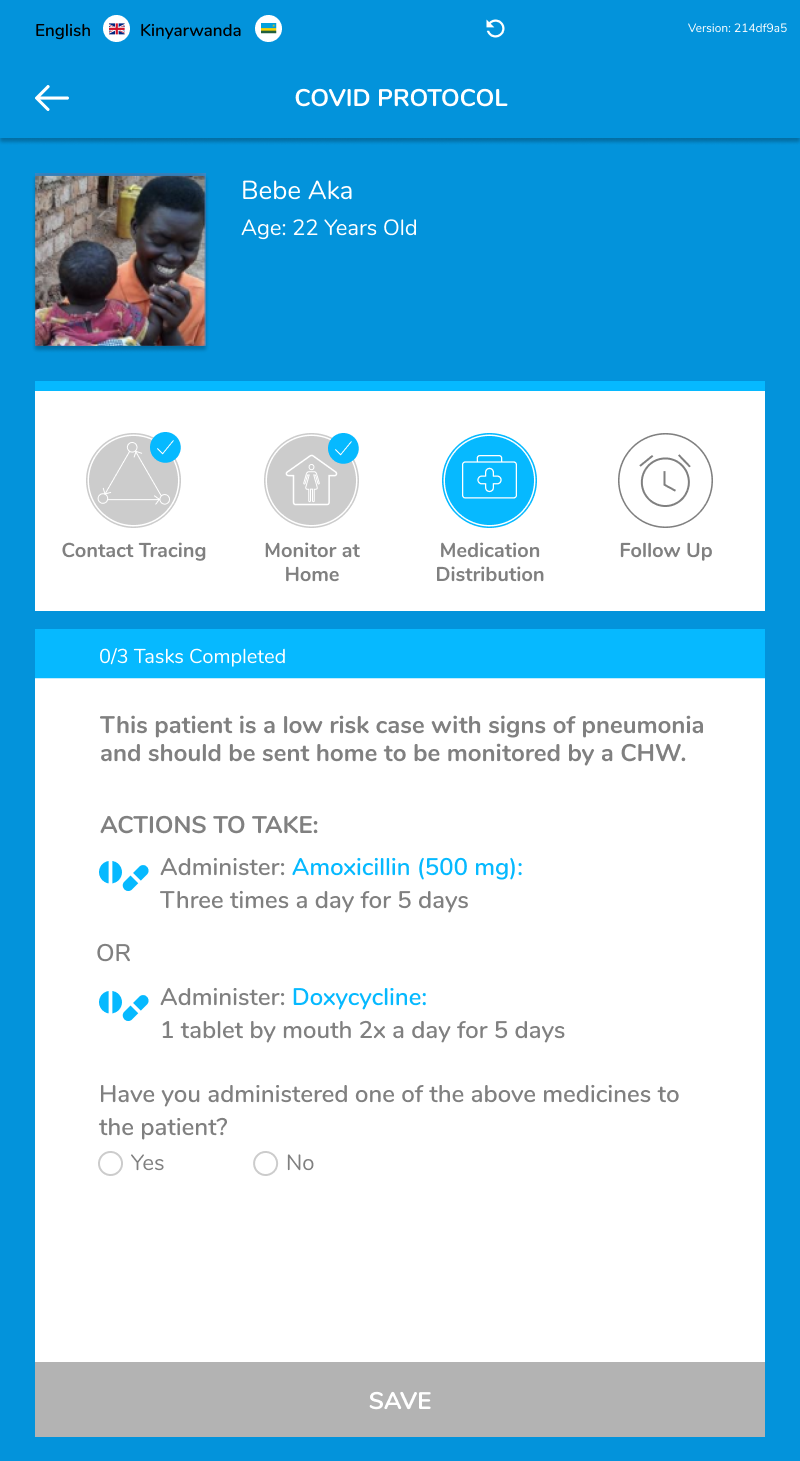 English Kinyarwanda Version: 214df9a5
COVID PROTOCOL
Bebe Aka
Age: 22 Years Old
Contact Tracing
Monitor at
Home
Medication
Distribution
Follow Up
0/3 Tasks Completed
This patient is a low risk case with signs of pneumonia
and should be sent home to be monitored by a CHW.
ACTIONS TO TAKE:
Administer: Amoxicillin (500 mg):
Three times a day for 5 days
OR
Administer: Doxycycline:
1 tablet by mouth 2x a day for 5 days
Have you administered one of the above medicines to
the patient?
Yes No
SAVE